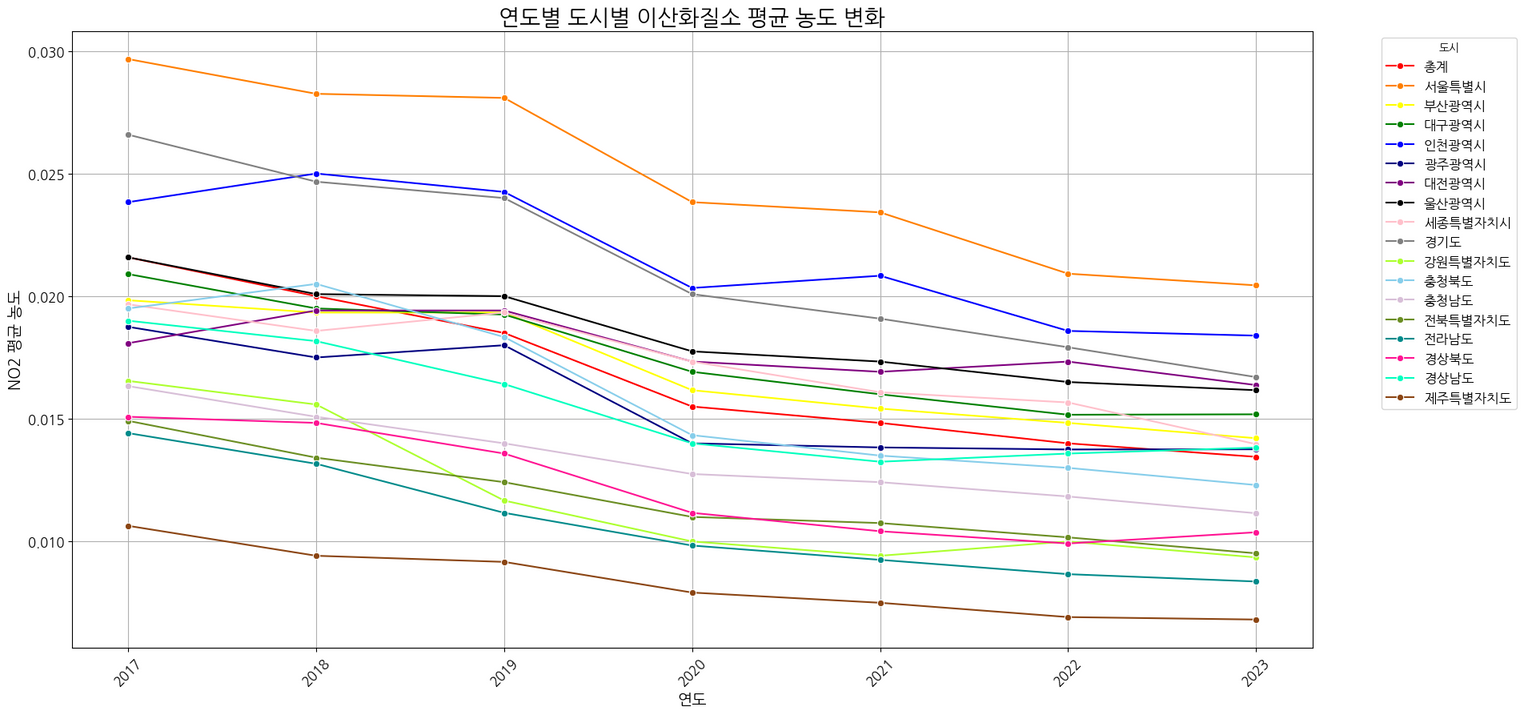 연도별 도시별 이산화질소 평균 농도 변화
NO2 평균 농도
0.030
0.025
0.020
0.015
0.010
2017
2018
2019
2020
2021
2022
2023
연도
도시
총계
서울특별시
부산광역시
대구광역시
인천광역시
광주광역시
대전광역시
울산광역시
세종특별자치시
경기도
강원특별자치도
충청북도
충청남도
전북특별자치도
전라남도
경상북도
경상남도
제주특별자치도